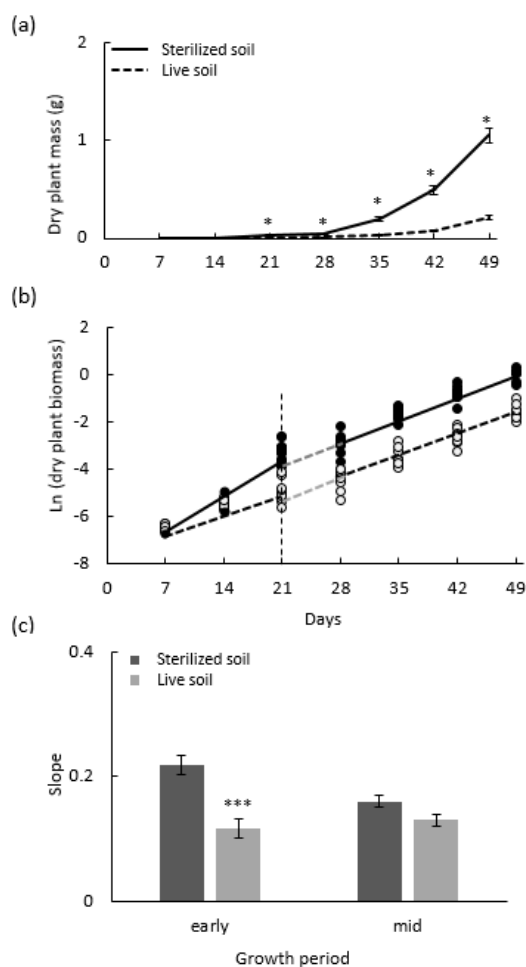 (a)
Sterilized soil
Live soil
Dry plant mass (g)
2
1
0
*
*
*
*
*
7 14 21 28 35 42 49
(b)
Ln (dry plant biomass)
2
0
-2
-4
-6
-8
0 7 14 21 28 35 42 49
Days
(c)
Sterilized soil
Live soil
Slope
0.4
0.2
0
***
early mid
Growth period